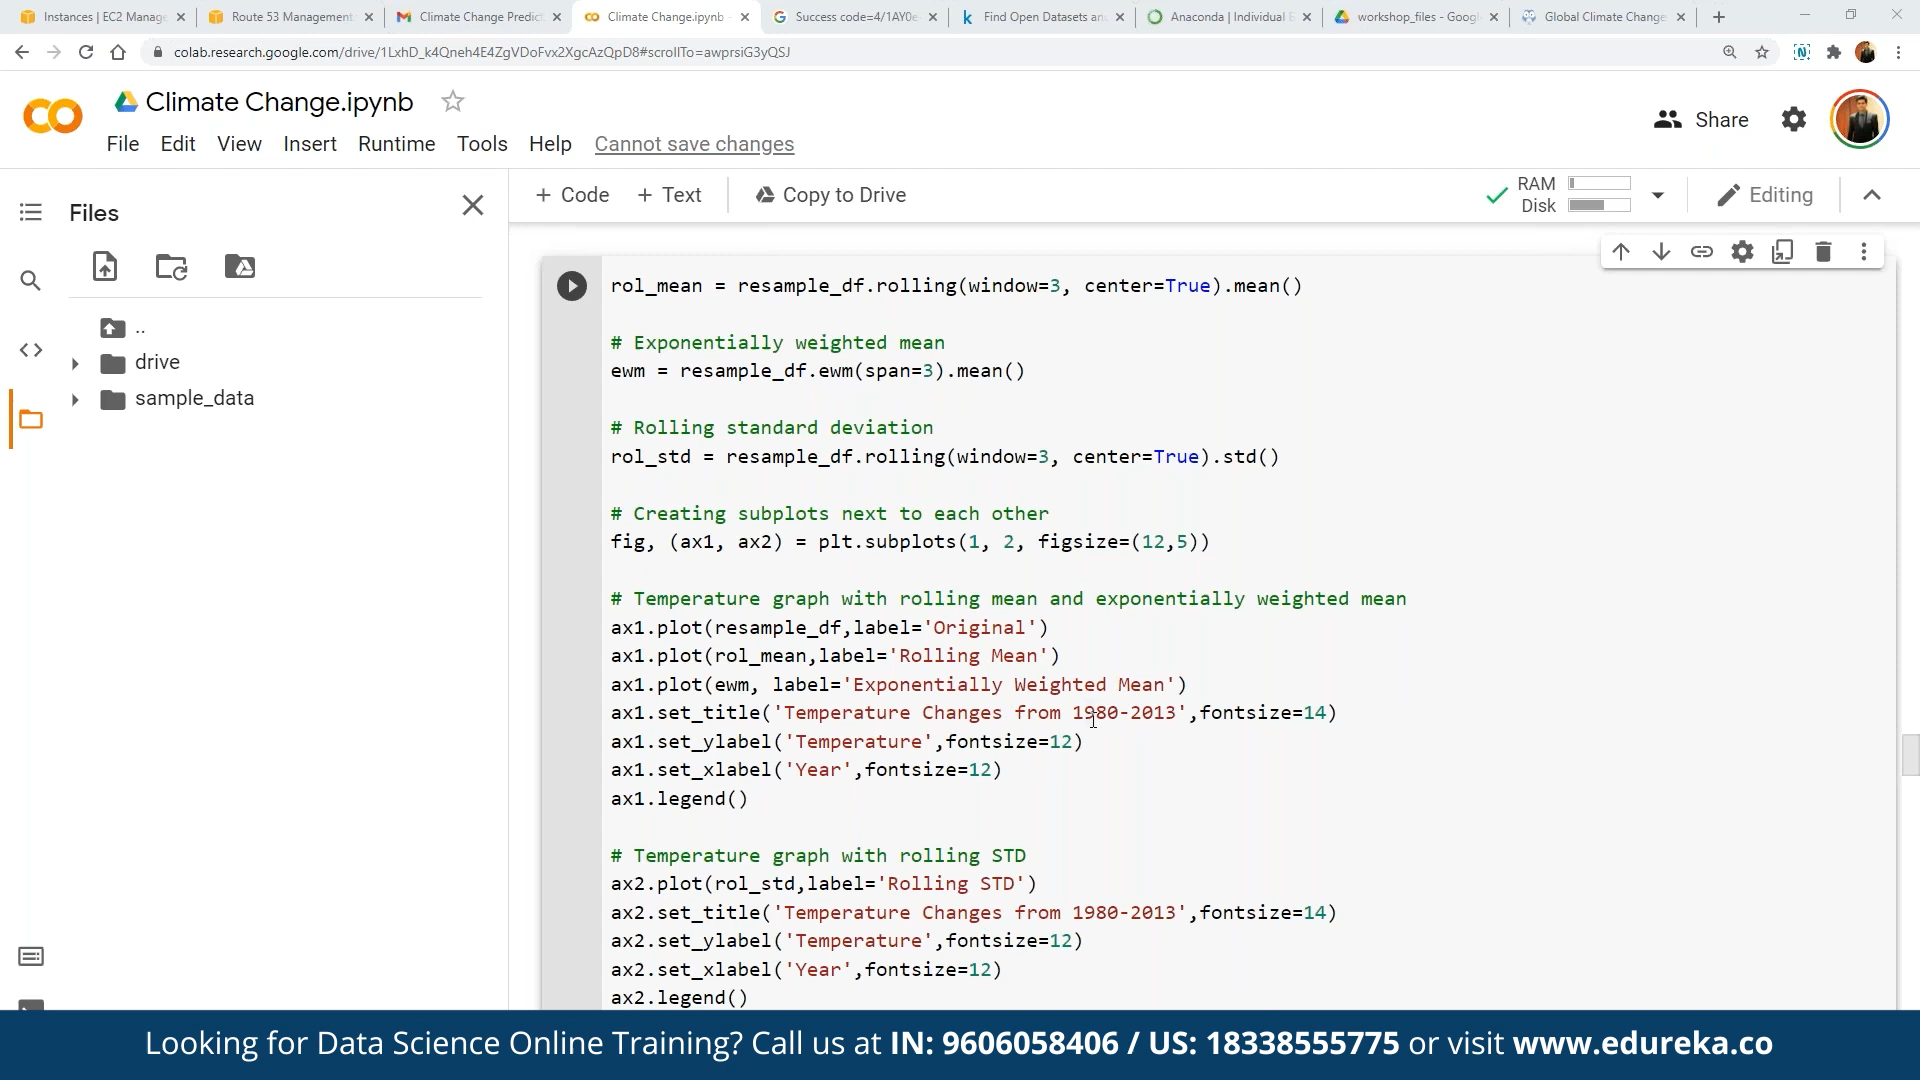 Instances | EC2 Manage
Route 53 Management
Climate Change Predict
Climate Change.ipynb -
Success code=4/1AY0e
Find Open Datasets an
Anaconda | Individual E
workshop_files - Googl
Global Climate Change
colab.research.google.com/drive/1LxhD_k4Qneh4E4ZgVDoFvx2XgcAzQpD8#scrollTo=awprsiG3yQSJ
Climate Change.ipynb
File Edit View Insert Runtime Tools Help Cannot save changes
Share
Files
+ Code + Text Copy to Drive
RAM
Disk
Editing
..
drive
sample_data
rol_mean = resample_df.rolling(window=3, center=True).mean()
# Exponentially weighted mean
ewm = resample_df.ewm(span=3).mean()
# Rolling standard deviation
rol_std = resample_df.rolling(window=3, center=True).std()
# Creating subplots next to each other
fig, (ax1, ax2) = plt.subplots(1, 2, figsize=(12,5))
# Temperature graph with rolling mean and exponentially weighted mean
ax1.plot(resample_df,label='Original')
ax1.plot(rol_mean,label='Rolling Mean')
ax1.plot(ewm, label='Exponentially Weighted Mean')
ax1.set_title('Temperature Changes from 1980-2013',fontsize=14)
ax1.set_ylabel('Temperature',fontsize=12)
ax1.set_xlabel('Year',fontsize=12)
ax1.legend()
# Temperature graph with rolling STD
ax2.plot(rol_std,label='Rolling STD')
ax2.set_title('Temperature Changes from 1980-2013',fontsize=14)
ax2.set_ylabel('Temperature',fontsize=12)
ax2.set_xlabel('Year',fontsize=12)
ax2.legend()
Looking for Data Science Online Training? Call us at IN: 9606058406 / US: 18338555775 or visit www.edureka.co